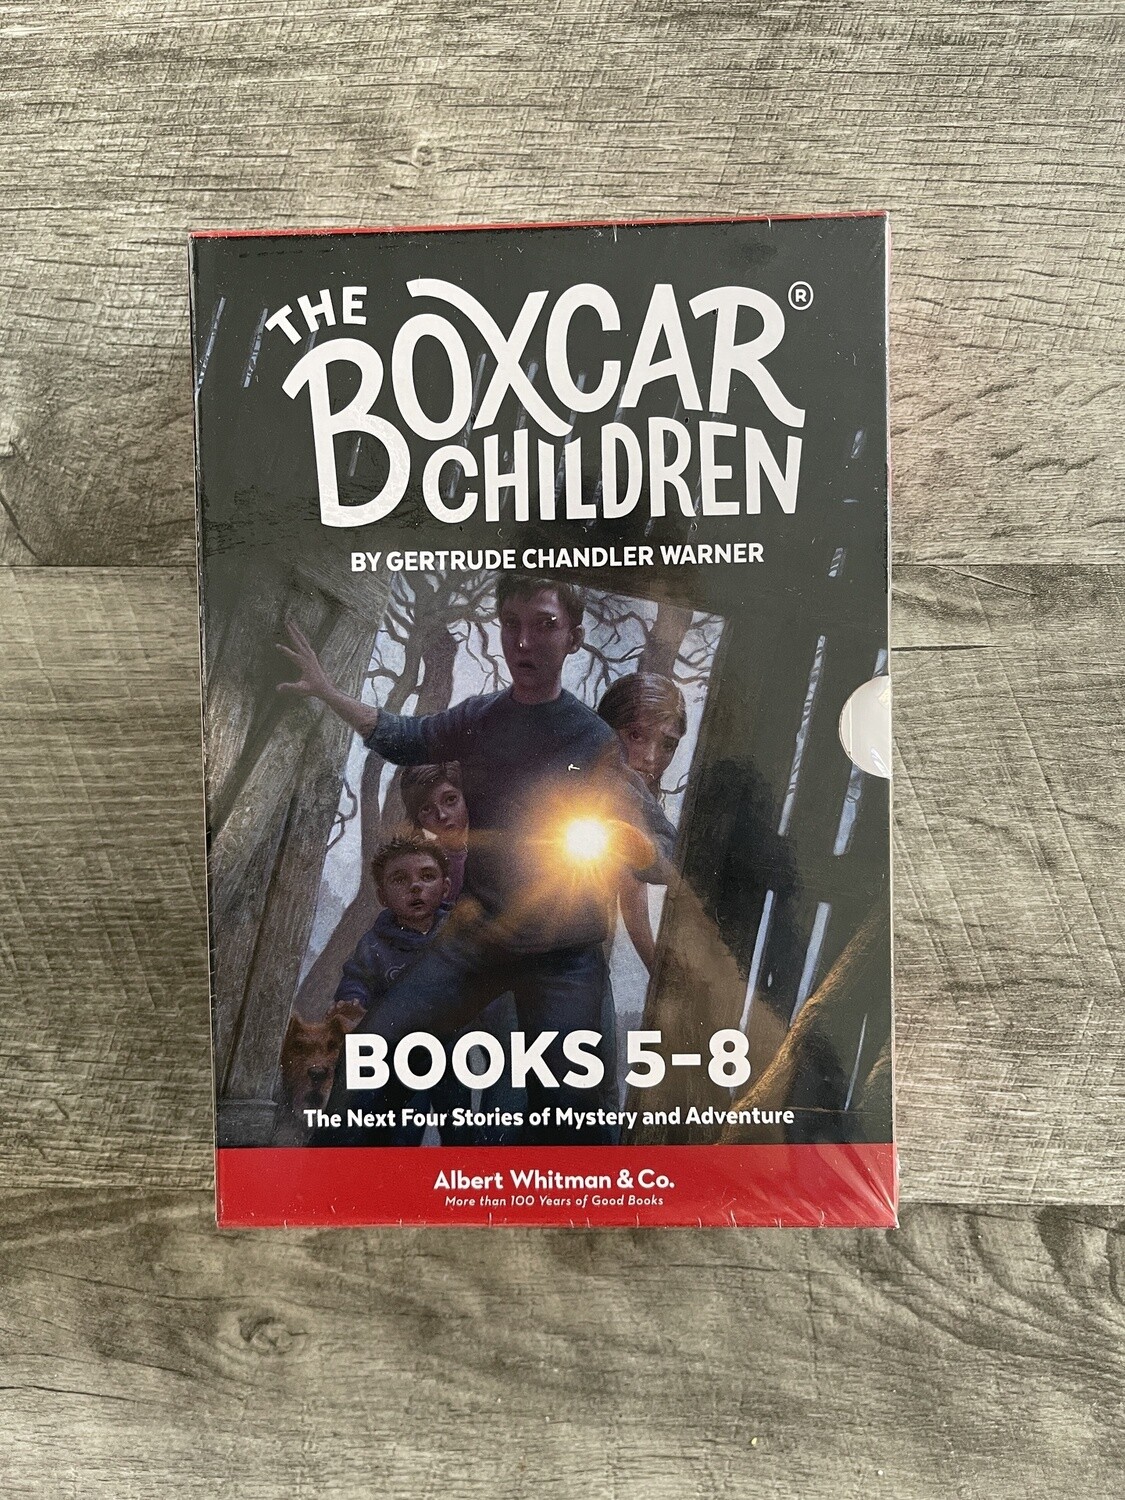 THE
BOXCAR®
CHILDREN
BY GERTRUDE CHANDLER WARNER
BOOKS 5-8
The Next Four Stories of Mystery and Adventure
Albert Whitman & Co.
More than 100 Years of Good Books